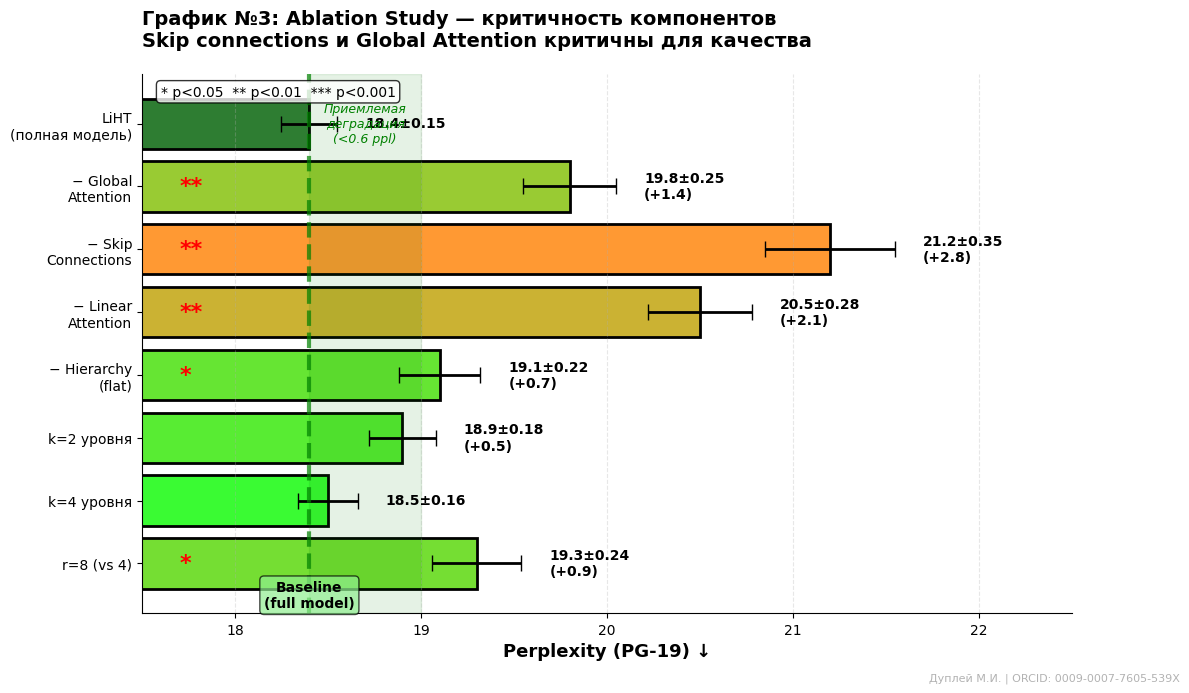 График №3: Ablation Study — критичность компонентов
Skip connections и Global Attention критичны для качества
* p<0.05  ** p<0.01  *** p<0.001
Приемлемая
деградация
(<0.6 ppl)
LiHT
(полная модель)
18.4±0.15
− Global
Attention
**
19.8±0.25
(+1.4)
− Skip
Connections
**
21.2±0.35
(+2.8)
− Linear
Attention
**
20.5±0.28
(+2.1)
− Hierarchy
(flat)
*
19.1±0.22
(+0.7)
k=2 уровня
18.9±0.18
(+0.5)
k=4 уровня
18.5±0.16
r=8 (vs 4)
*
19.3±0.24
(+0.9)
Baseline
(full model)
18 19 20 21 22
Perplexity (PG-19) ↓
Дуплей М.И. | ORCID: 0009-0007-7605-539X